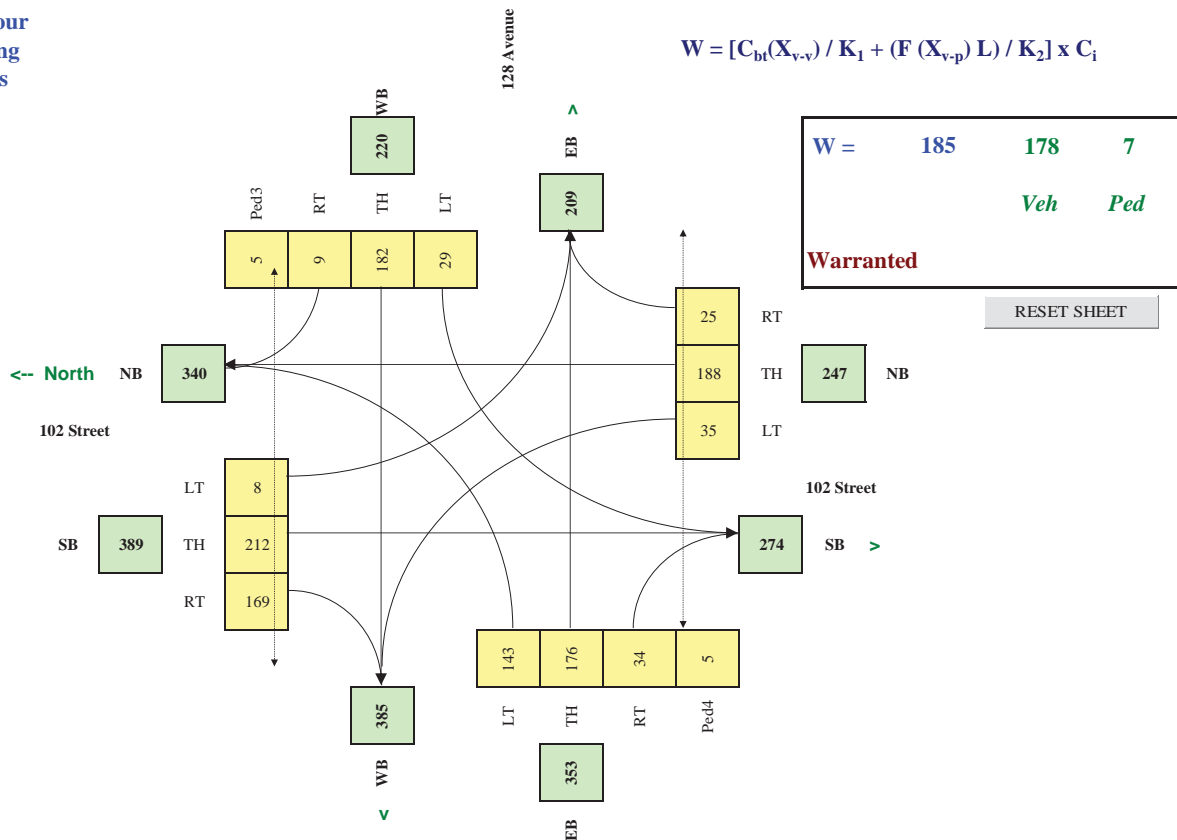 our
ng
s
128 Avenue
W = [Cbt(Xv-v) / K1 + (F (Xv-p) L) / K2] x Ci
WB
220
^
EB
209
W = 185 178 7
Veh Ped
Warranted
RESET SHEET
Ped3 RT TH LT
5 9 182 29
25 RT
<-- North NB 340
188 TH 247 NB
35 LT
102 Street
LT 8
102 Street
SB 389 TH 212
274 SB >
RT 169
143 176 34 5
LT TH RT Ped4
385
WB
v
353
EB